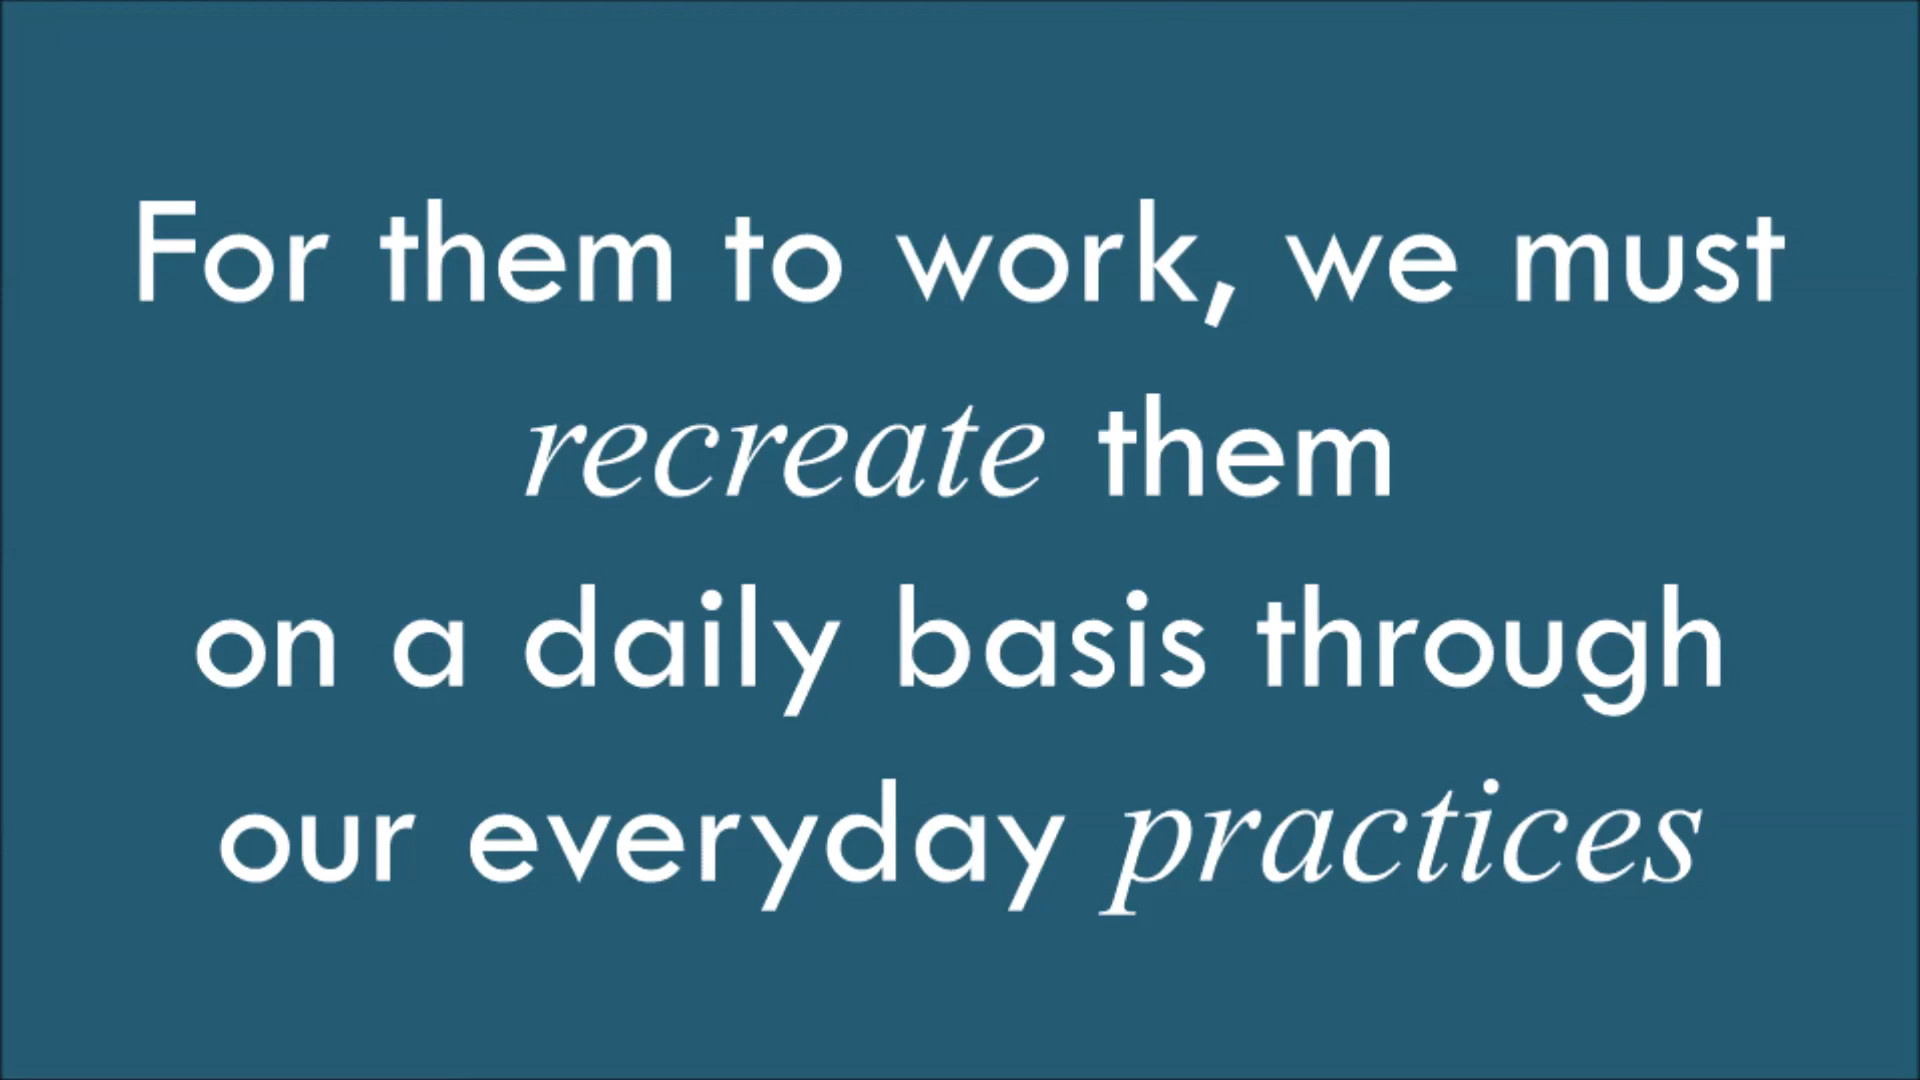 For them to work, we must
recreate them
on a daily basis through
our everyday practices